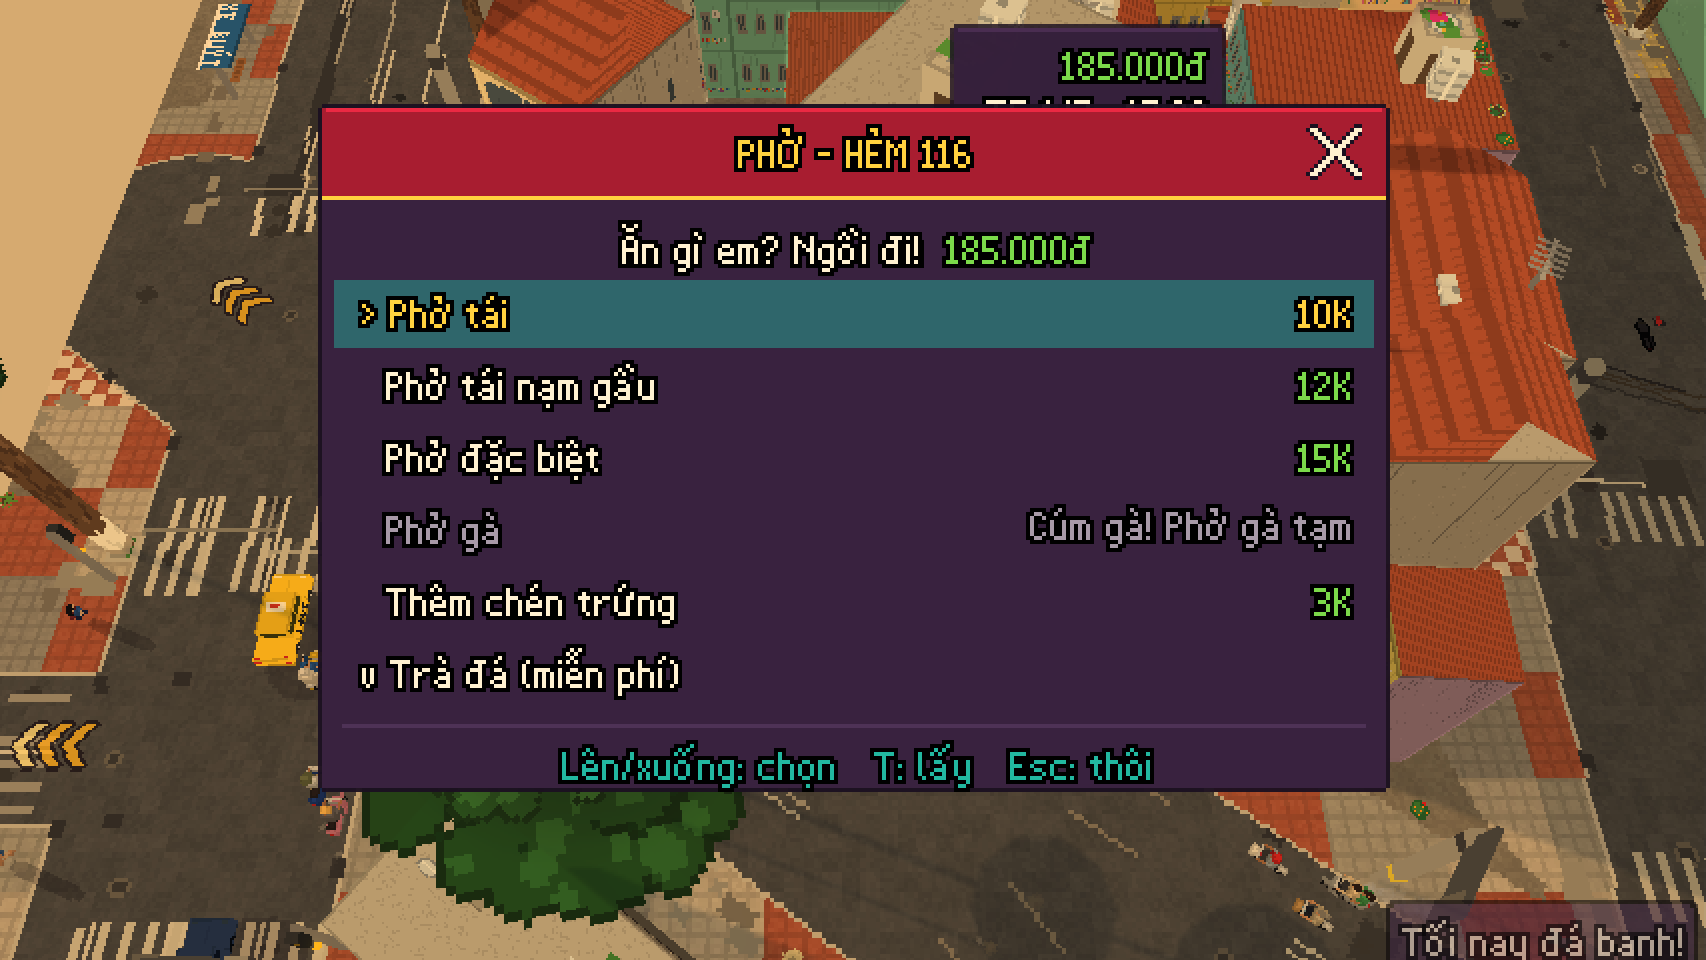 185.000đ
PHỞ - HẺM 116
Ăn gì em? Ngồi đi! 185.000đ
> Phở tái 10K
Phở tái nạm gầu 12K
Phở đặc biệt 15K
Phở gà Cúm gà! Phở gà tạm
Thêm chén trứng 3K
v Trà đá (miễn phí)
Lên/xuống: chọn T: lấy Esc: thôi
Tối nay đá banh!